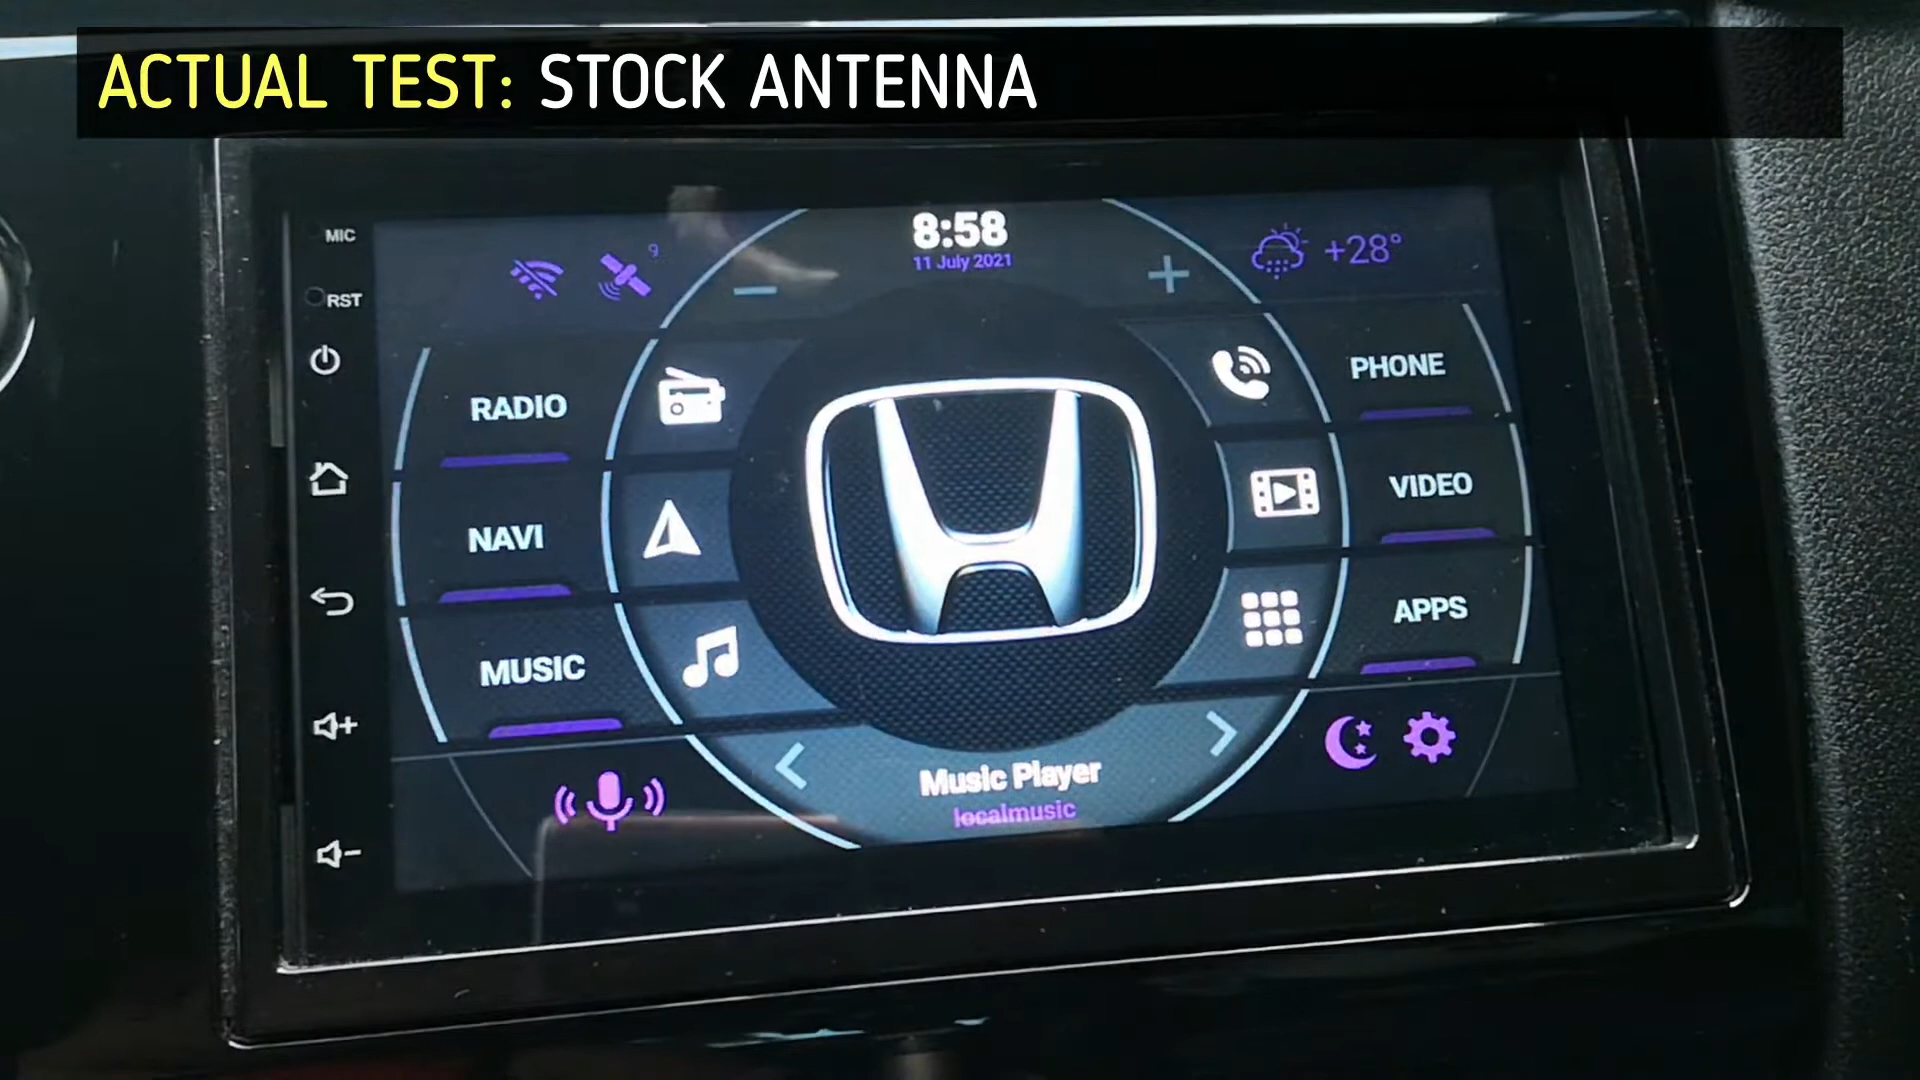 ACTUAL TEST: STOCK ANTENNA
MIC
RST
9
8:58
11 July 2021
+28°
RADIO
NAVI
MUSIC
PHONE
VIDEO
APPS
Music Player
localmusic